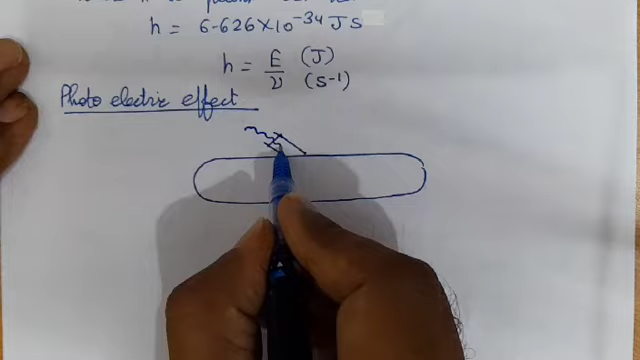 h = 6.626×10⁻³⁴ J S
h = E/ν (J) (S⁻¹)
Photo electric effect